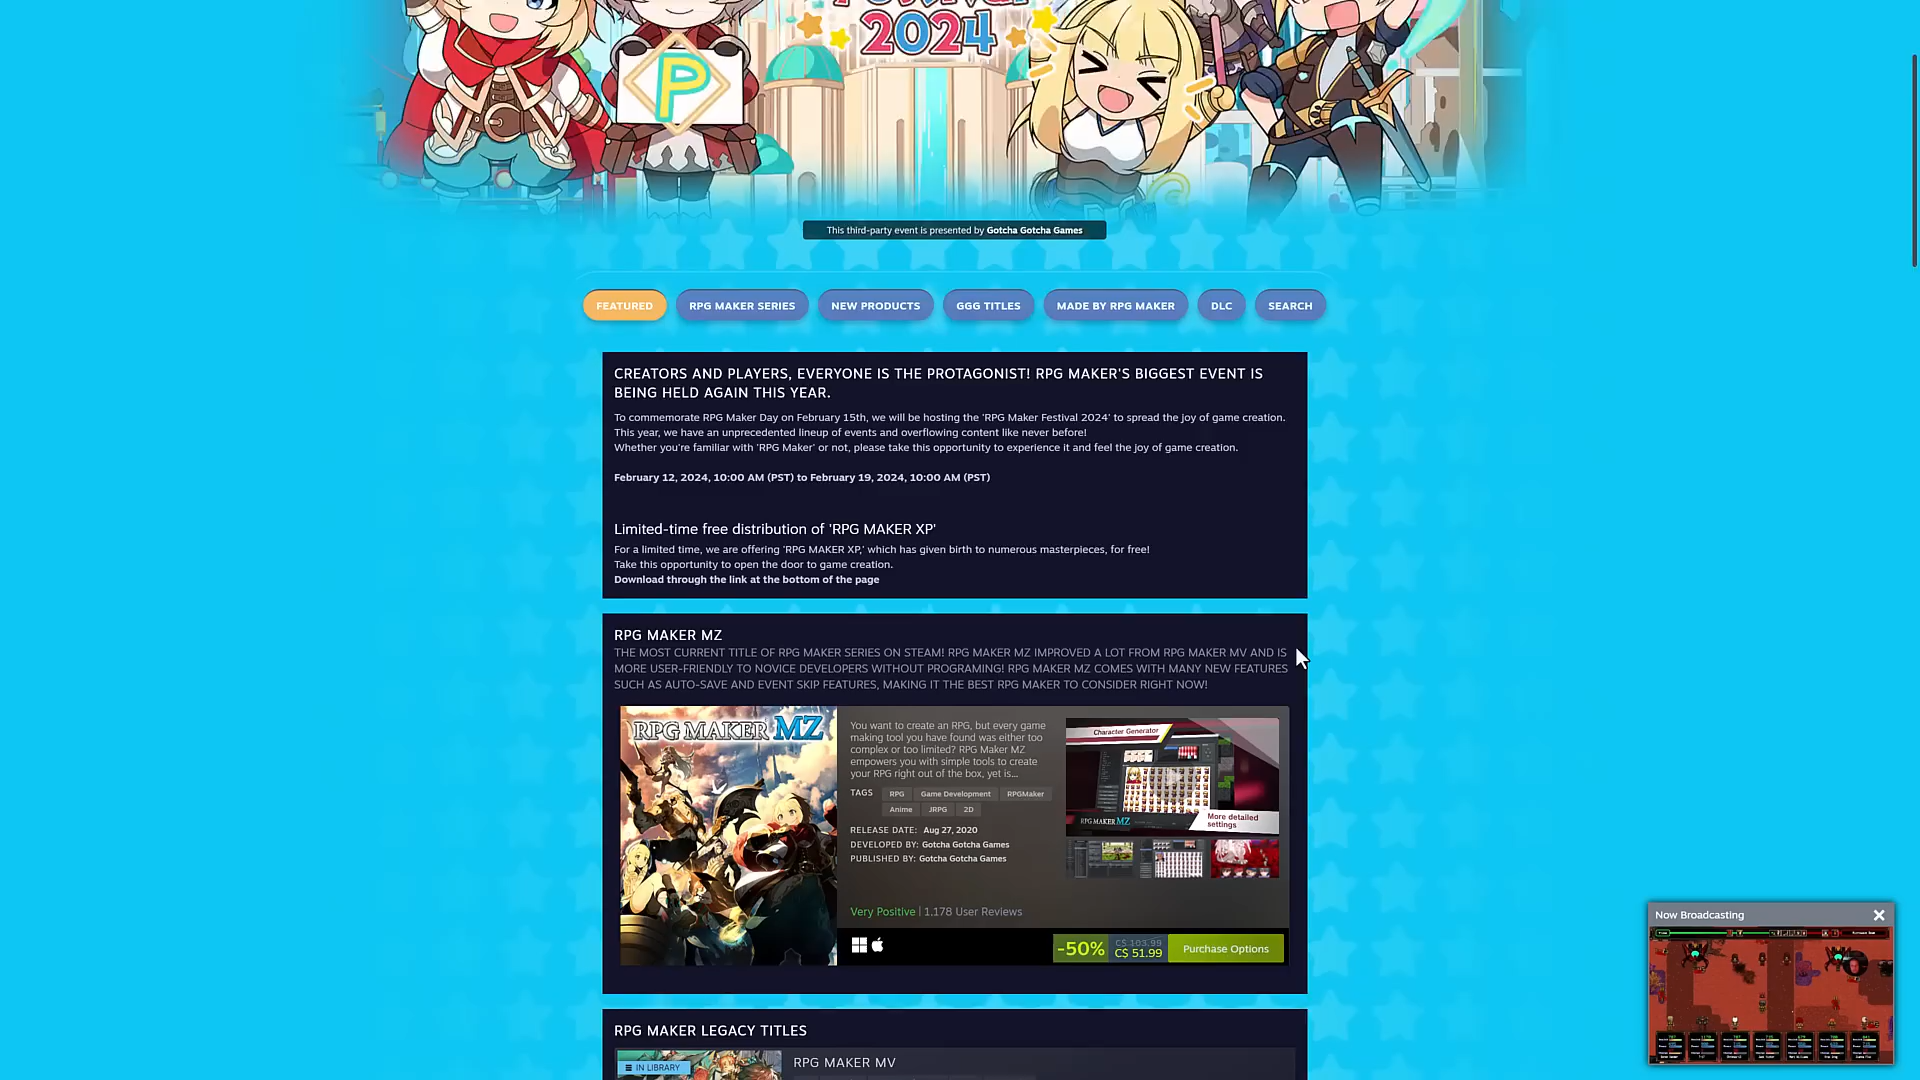 2024
P
This third-party event is presented by Gotcha Gotcha Games
FEATURED
RPG MAKER SERIES
NEW PRODUCTS
GGG TITLES
MADE BY RPG MAKER
DLC
SEARCH
CREATORS AND PLAYERS, EVERYONE IS THE PROTAGONIST! RPG MAKER'S BIGGEST EVENT IS
BEING HELD AGAIN THIS YEAR.
To commemorate RPG Maker Day on February 15th, we will be hosting the 'RPG Maker Festival 2024' to spread the joy of game creation.
This year, we have an unprecedented lineup of events and overflowing content like never before!
Whether you're familiar with 'RPG Maker' or not, please take this opportunity to experience it and feel the joy of game creation.
February 12, 2024, 10:00 AM (PST) to February 19, 2024, 10:00 AM (PST)
Limited-time free distribution of 'RPG MAKER XP'
For a limited time, we are offering 'RPG MAKER XP,' which has given birth to numerous masterpieces, for free!
Take this opportunity to open the door to game creation.
Download through the link at the bottom of the page
RPG MAKER MZ
THE MOST CURRENT TITLE OF RPG MAKER SERIES ON STEAM! RPG MAKER MZ IMPROVED A LOT FROM RPG MAKER MV AND IS
MORE USER-FRIENDLY TO NOVICE DEVELOPERS WITHOUT PROGRAMING! RPG MAKER MZ COMES WITH MANY NEW FEATURES
SUCH AS AUTO-SAVE AND EVENT SKIP FEATURES, MAKING IT THE BEST RPG MAKER TO CONSIDER RIGHT NOW!
RPG MAKER MZ
You want to create an RPG, but every game
making tool you have found was either too
complex or too limited? RPG Maker MZ
empowers you with simple tools to create
your RPG right out of the box, yet is...
TAGS RPG Game Development RPGMaker
Anime JRPG 2D
RELEASE DATE: Aug 27, 2020
DEVELOPED BY: Gotcha Gotcha Games
PUBLISHED BY: Gotcha Gotcha Games
Character Generator
RPG MAKER MZ
More detailed
settings
Very Positive | 1,178 User Reviews
-50%
C$ 103.99
C$ 51.99
Purchase Options
Now Broadcasting
RPG MAKER LEGACY TITLES
IN LIBRARY
RPG MAKER MV